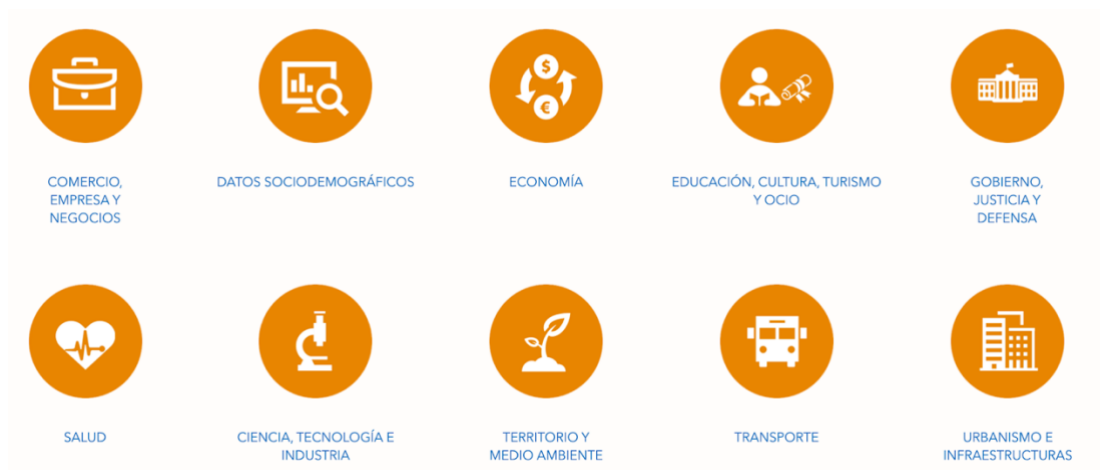 $
€
COMERCIO,
EMPRESA Y
NEGOCIOS
DATOS SOCIODEMOGRÁFICOS
ECONOMÍA
EDUCACIÓN, CULTURA, TURISMO
Y OCIO
GOBIERNO,
JUSTICIA Y
DEFENSA
SALUD
CIENCIA, TECNOLOGÍA E
INDUSTRIA
TERRITORIO Y
MEDIO AMBIENTE
TRANSPORTE
URBANISMO E
INFRAESTRUCTURAS